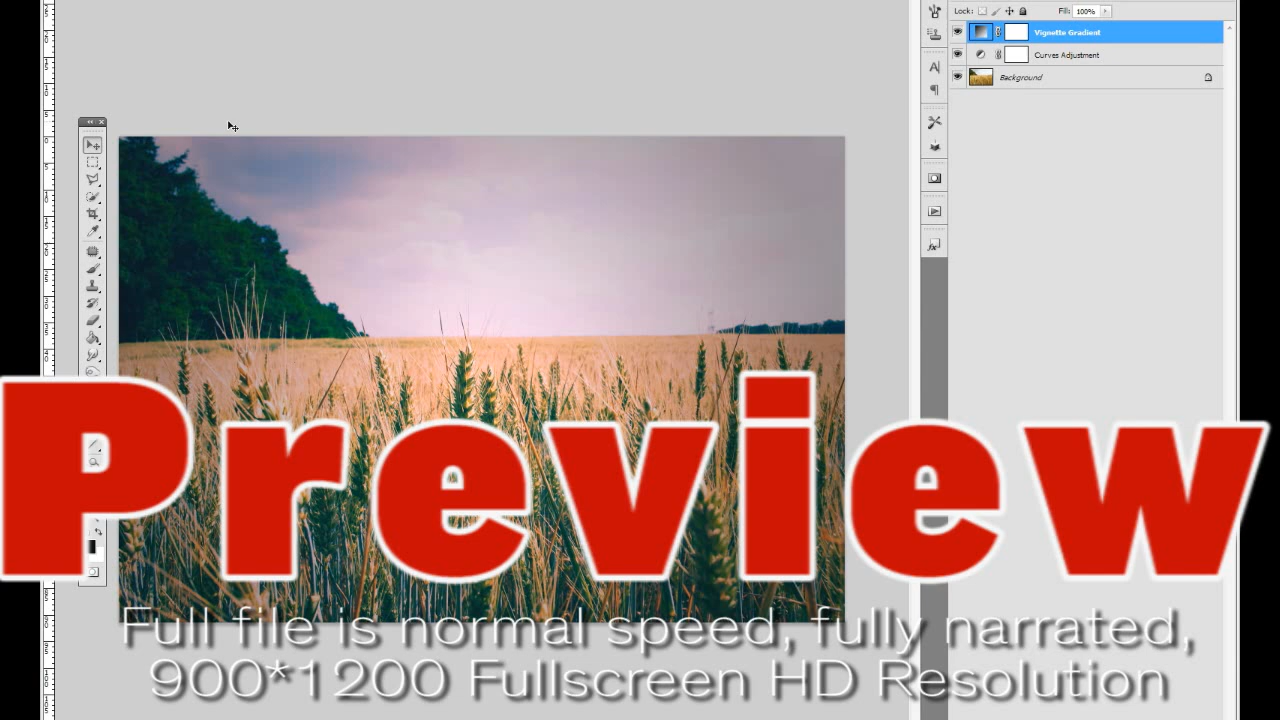 Lock:
Fill: 100%
Vignette Gradient
Curves Adjustment
Background
Preview
Full file is normal speed, fully narrated,
900*1200 Fullscreen HD Resolution